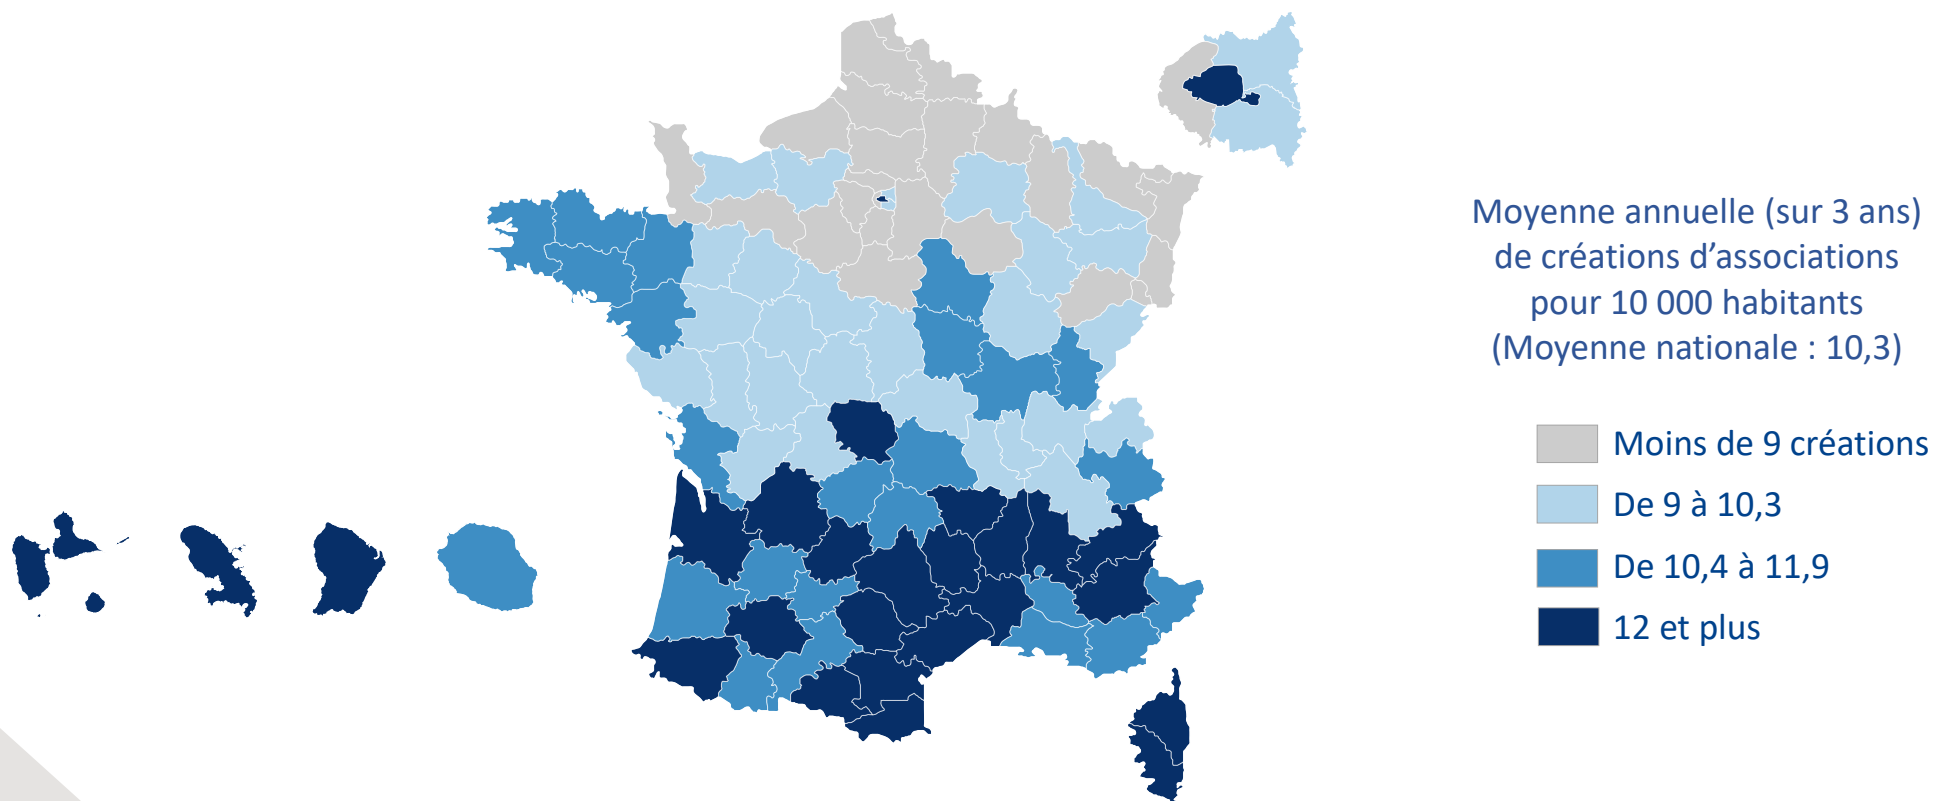 Moyenne annuelle (sur 3 ans)
de créations d’associations
pour 10 000 habitants
(Moyenne nationale : 10,3)
Moins de 9 créations
De 9 à 10,3
De 10,4 à 11,9
12 et plus